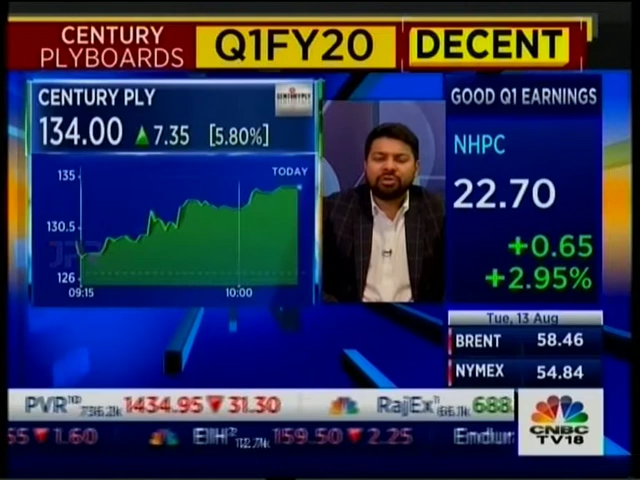 CENTURY
PLYBOARDS
Q1FY20
DECENT
CENTURY PLY
134.00 ▲ 7.35 [5.80%]
TODAY
135
130.5
126
09:15 10:00
GOOD Q1 EARNINGS
NHPC
22.70
+0.65
+2.95%
Tue, 13 Aug
BRENT 58.46
NYMEX 54.84
PVR 1434.95 ▼ 31.30 RajEx 688
55 ▼ 1.60 EIH 159.50 ▼ 2.25
CNBC
TV18